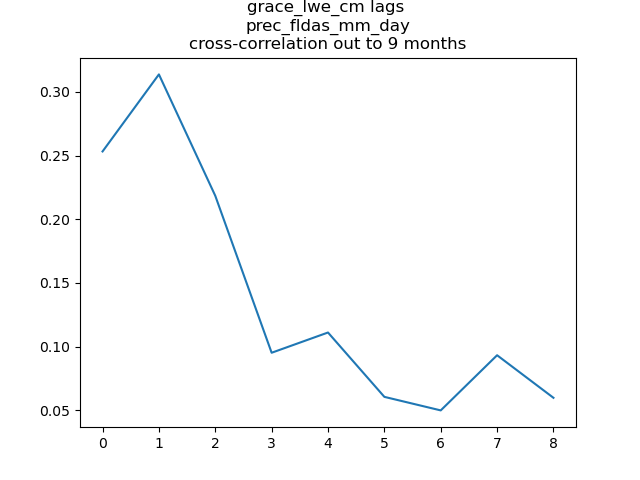 grace_lwe_cm lags
prec_fldas_mm_day
cross-correlation out to 9 months
0.30
0.25
0.20
0.15
0.10
0.05
0 1 2 3 4 5 6 7 8